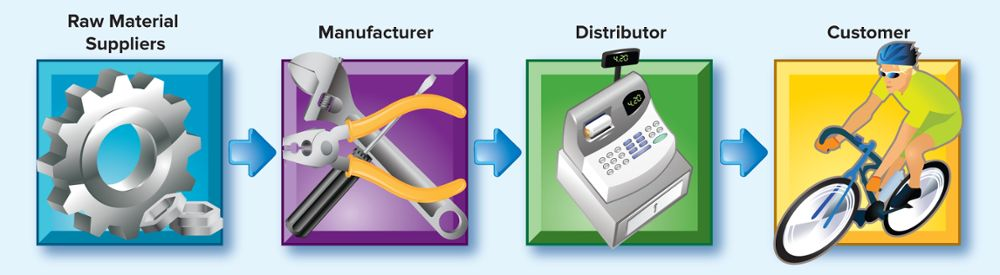 Raw Material
Suppliers
Manufacturer
Distributor
Customer
4.20
4.20